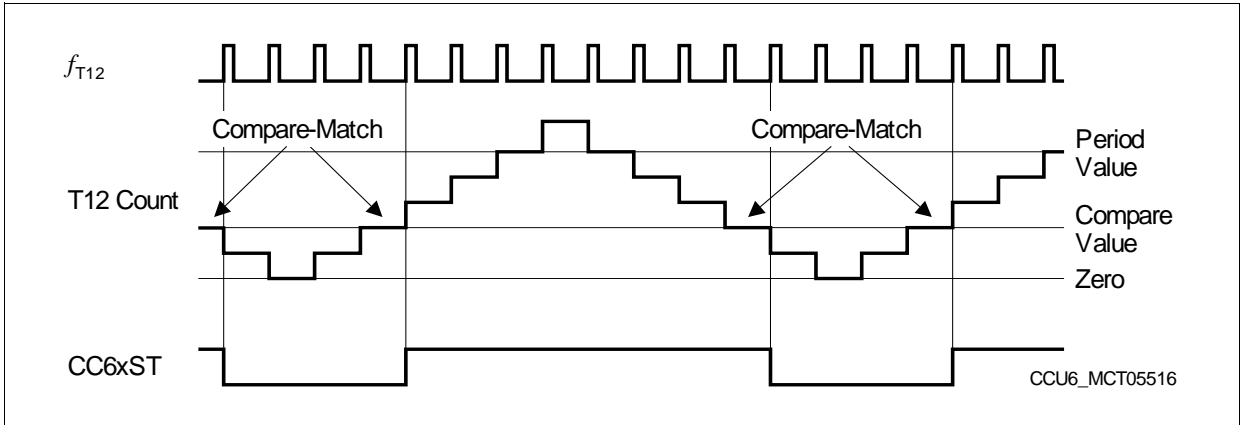 fT12
Compare-Match
Compare-Match
Period
Value
T12 Count
Compare
Value
Zero
CC6xST
CCU6_MCT05516